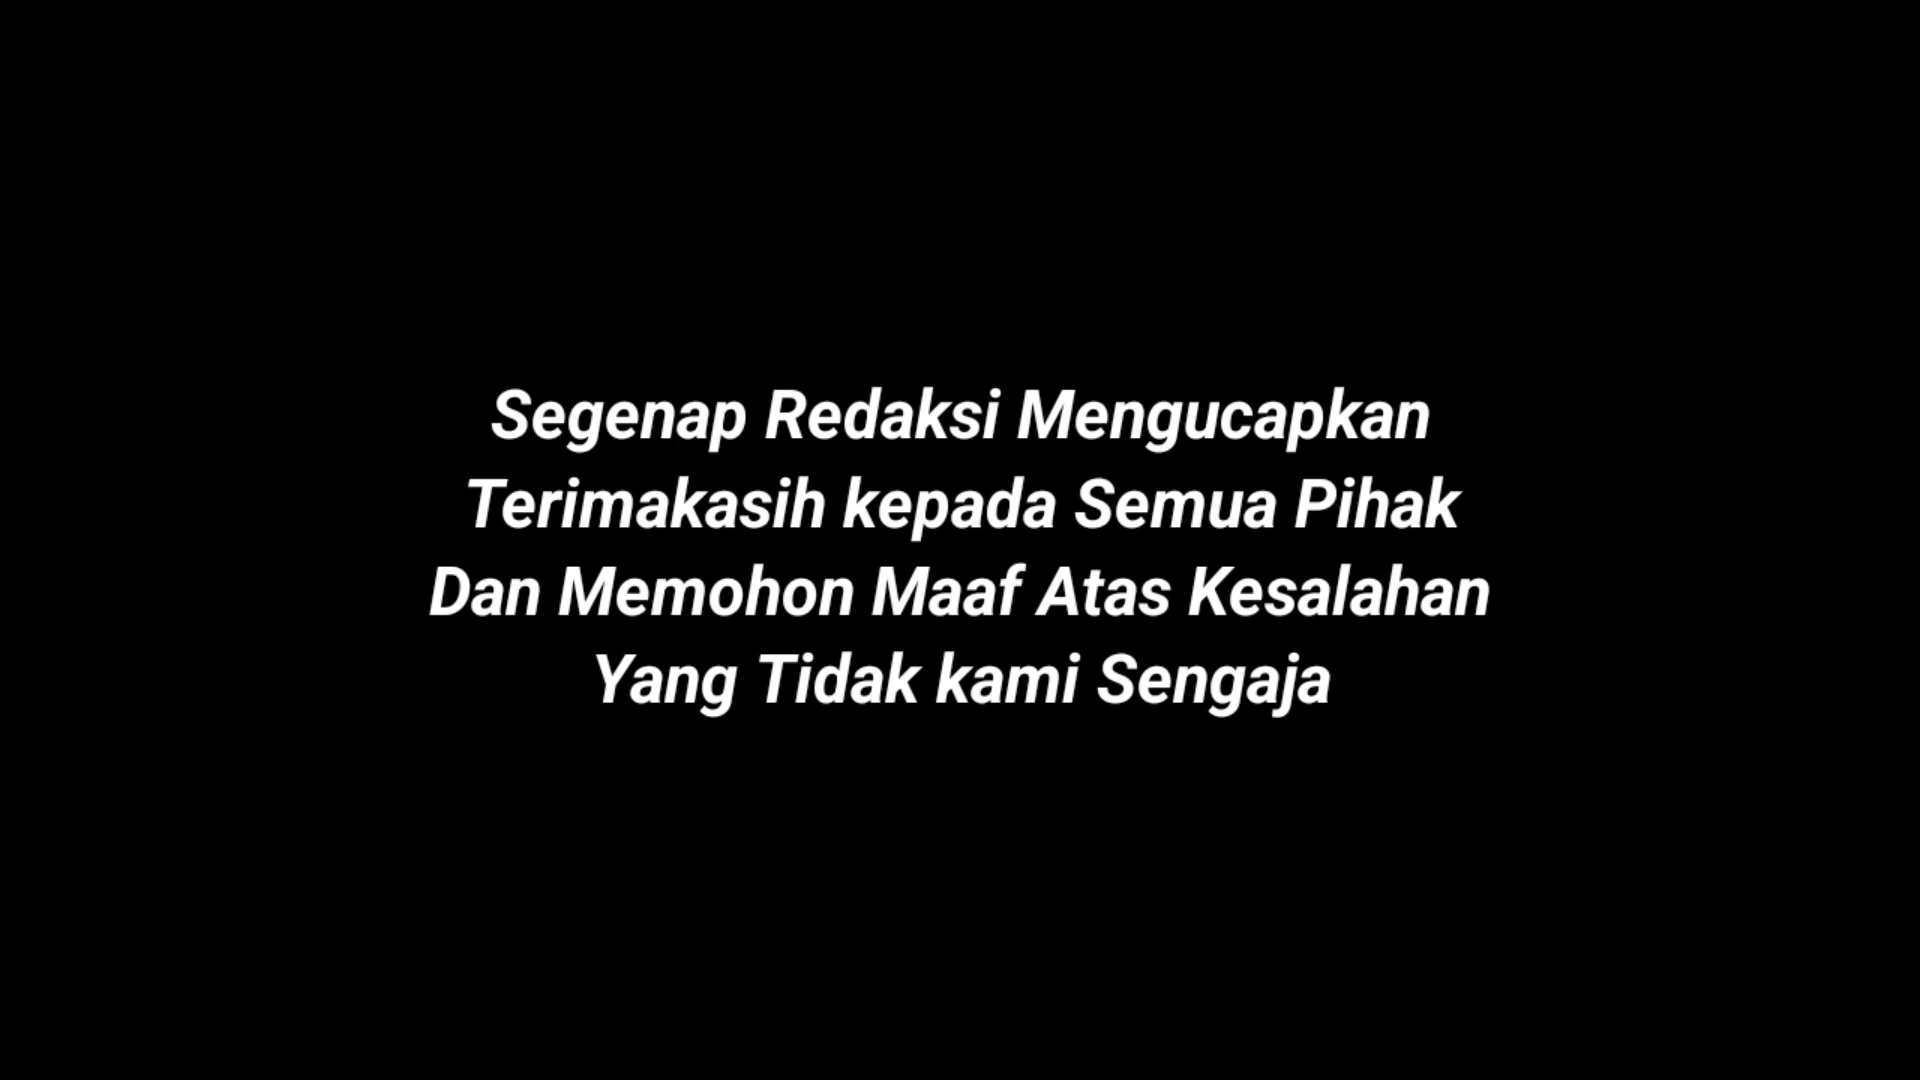 Segenap Redaksi Mengucapkan
Terimakasih kepada Semua Pihak
Dan Memohon Maaf Atas Kesalahan
Yang Tidak kami Sengaja